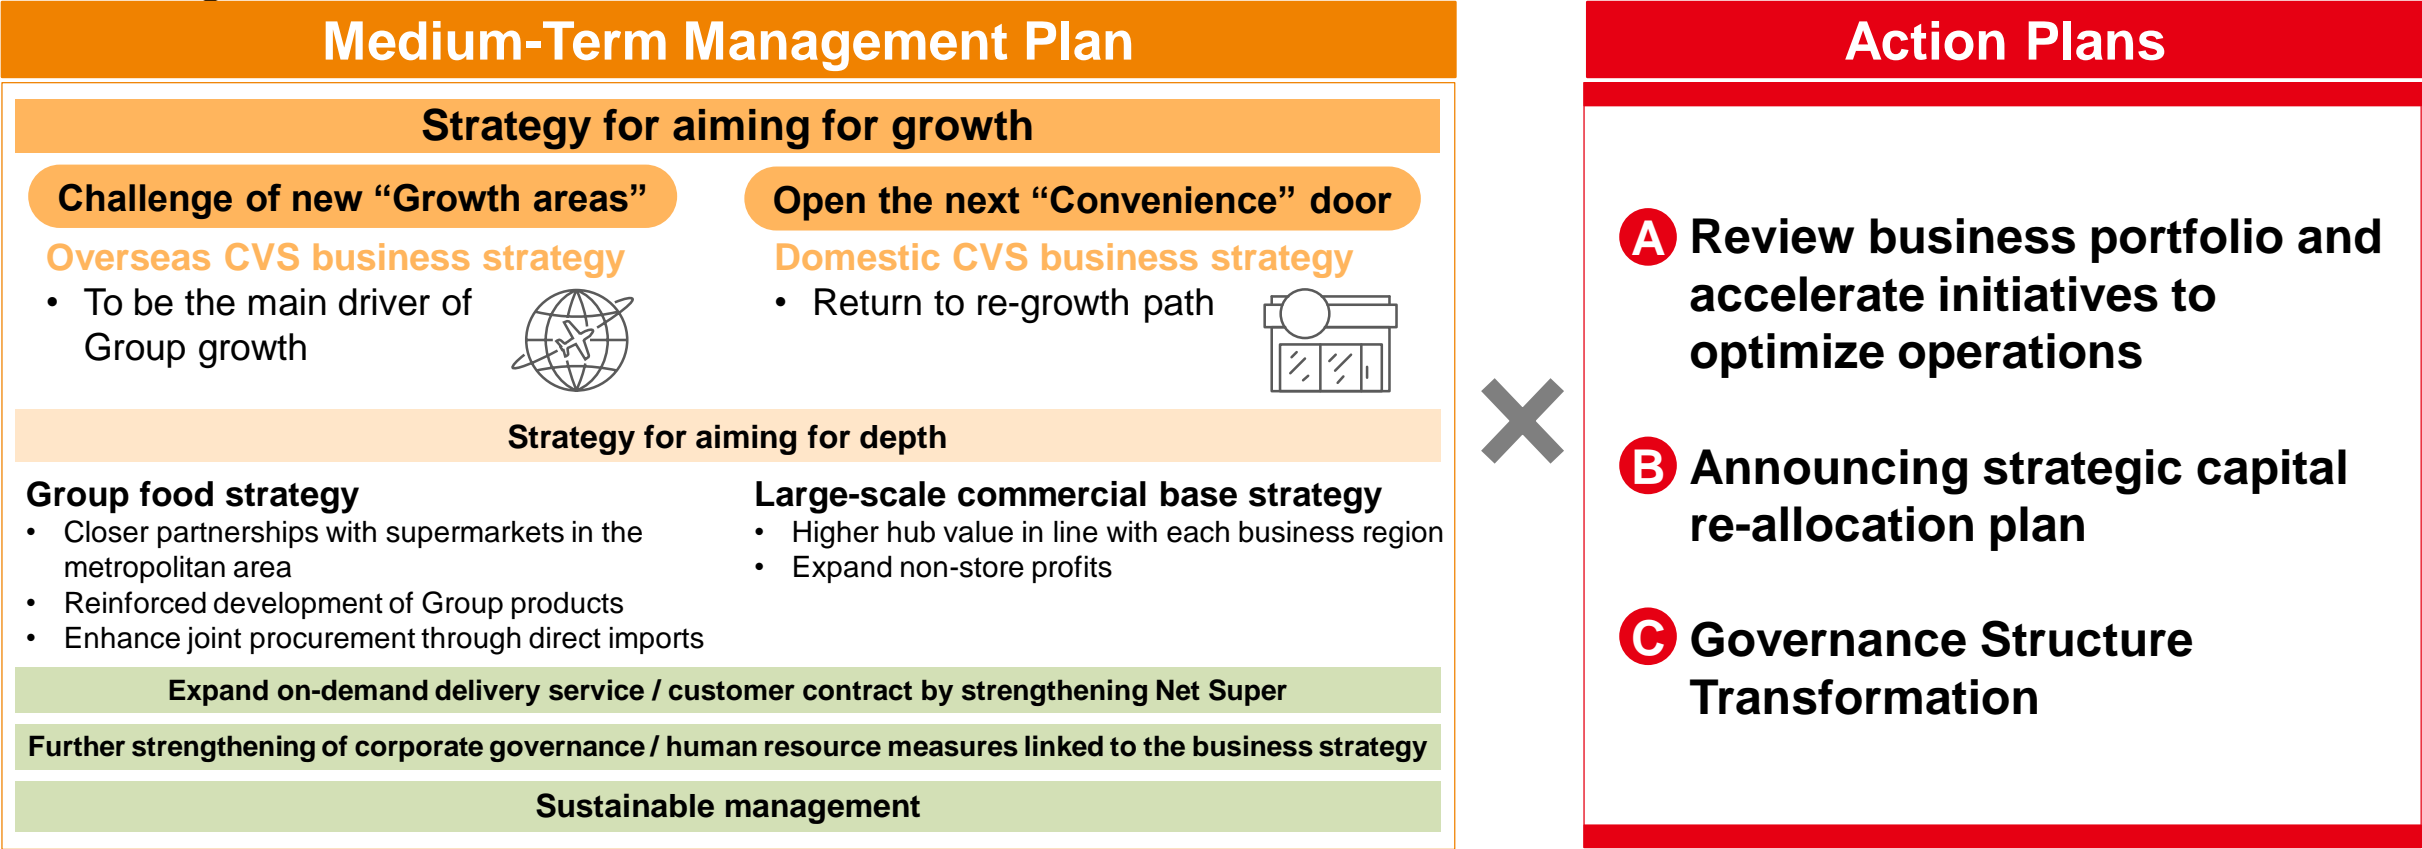 Medium-Term Management Plan
Strategy for aiming for growth
Challenge of new “Growth areas”
Overseas CVS business strategy
• To be the main driver of
Group growth
Open the next “Convenience” door
Domestic CVS business strategy
• Return to re-growth path
Strategy for aiming for depth
Group food strategy
• Closer partnerships with supermarkets in the
metropolitan area
• Reinforced development of Group products
• Enhance joint procurement through direct imports
Large-scale commercial base strategy
• Higher hub value in line with each business region
• Expand non-store profits
Expand on-demand delivery service / customer contract by strengthening Net Super
Further strengthening of corporate governance / human resource measures linked to the business strategy
Sustainable management
×
Action Plans
A Review business portfolio and
accelerate initiatives to
optimize operations
B Announcing strategic capital
re-allocation plan
C Governance Structure
Transformation